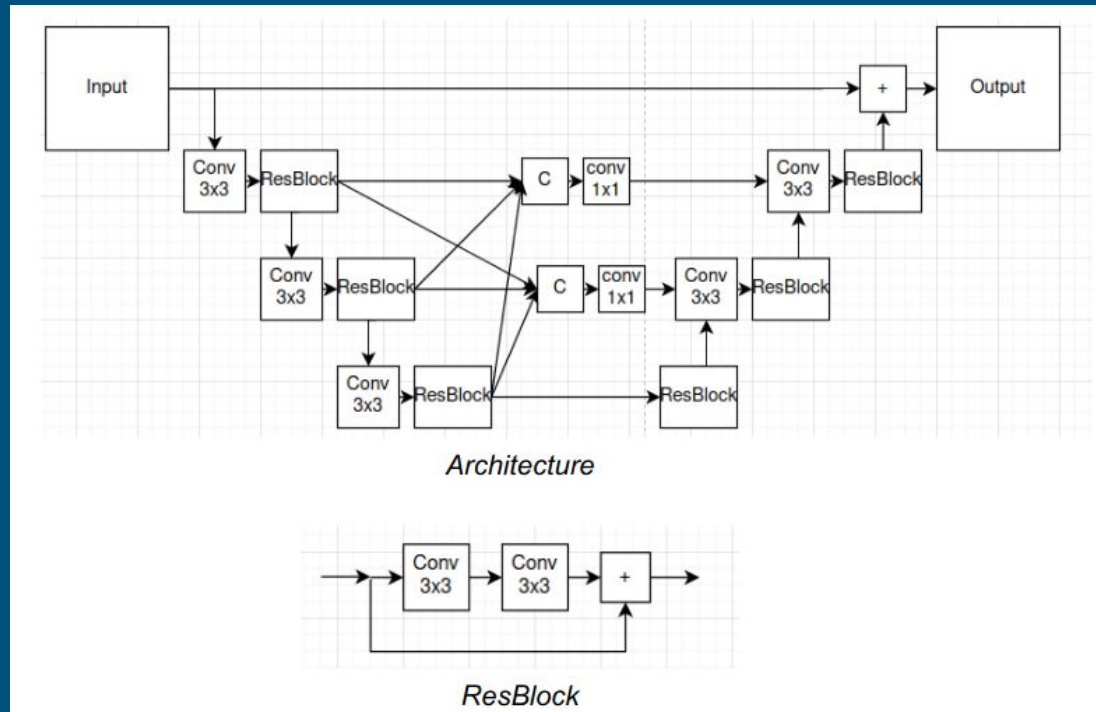 Input
+
Output
Conv
3x3
ResBlock
C
conv
1x1
Conv
3x3
ResBlock
Conv
3x3
ResBlock
C
conv
1x1
Conv
3x3
ResBlock
Conv
3x3
ResBlock
ResBlock
Architecture
Conv
3x3
Conv
3x3
+
ResBlock